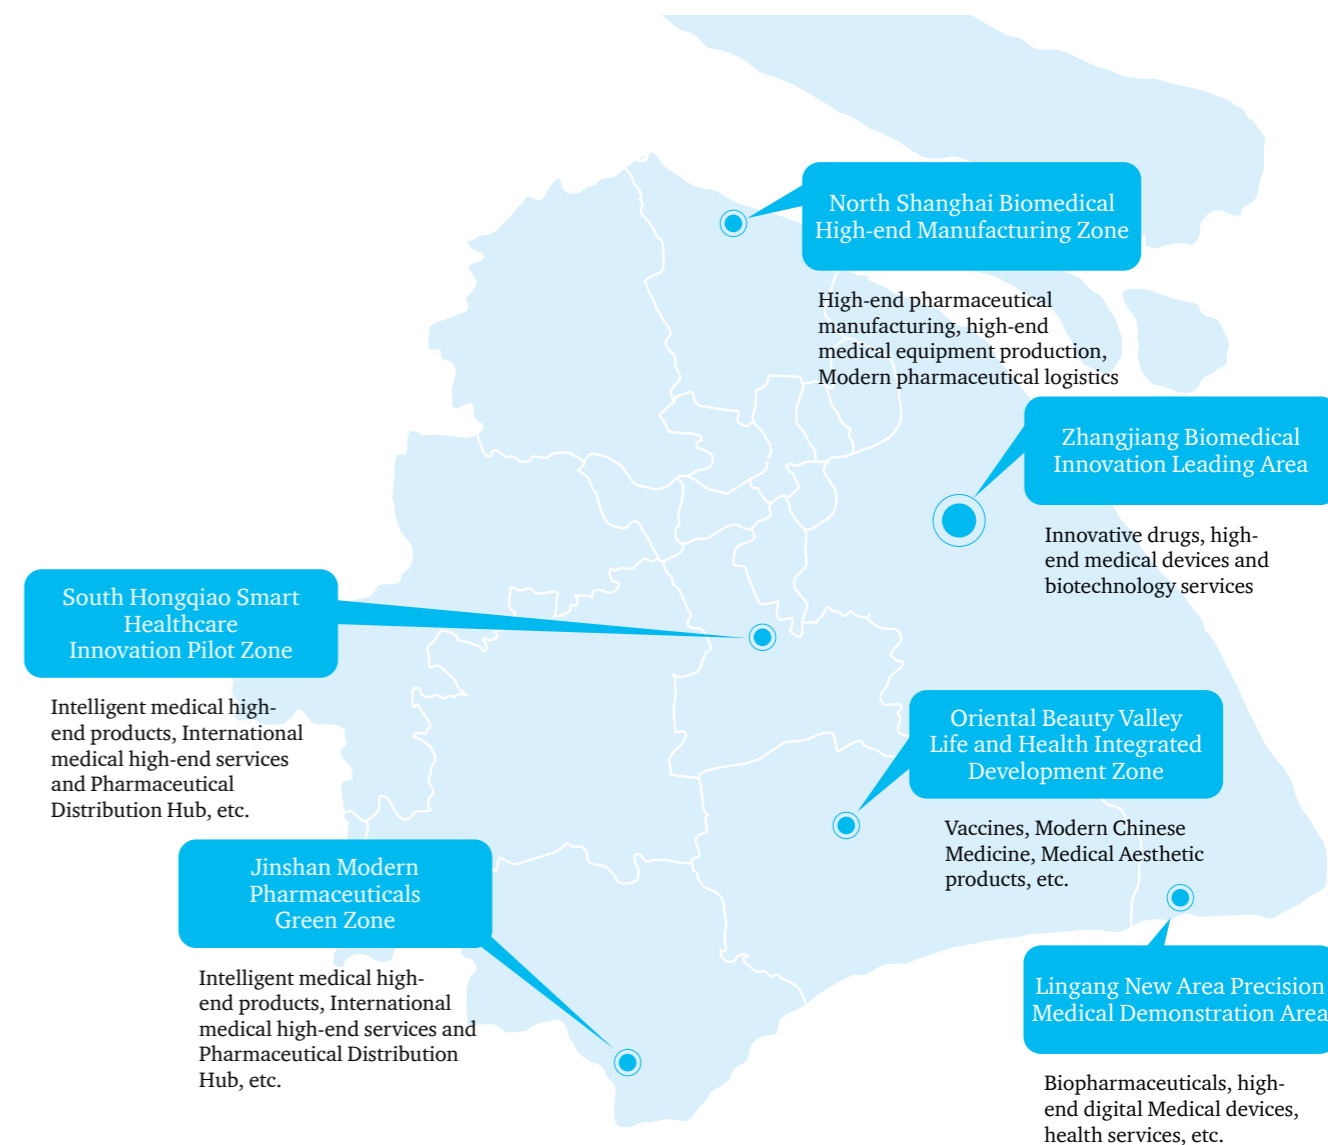 North Shanghai Biomedical
High-end Manufacturing Zone
High-end pharmaceutical
manufacturing, high-end
medical equipment production,
Modern pharmaceutical logistics
Zhangjiang Biomedical
Innovation Leading Area
Innovative drugs, high-
end medical devices and
biotechnology services
South Hongqiao Smart
Healthcare
Innovation Pilot Zone
Intelligent medical high-
end products, International
medical high-end services
and Pharmaceutical
Distribution Hub, etc.
Oriental Beauty Valley
Life and Health Integrated
Development Zone
Vaccines, Modern Chinese
Medicine, Medical Aesthetic
products, etc.
Jinshan Modern
Pharmaceuticals
Green Zone
Intelligent medical high-
end products, International
medical high-end services and
Pharmaceutical Distribution
Hub, etc.
Lingang New Area Precision
Medical Demonstration Area
Biopharmaceuticals, high-
end digital Medical devices,
health services, etc.